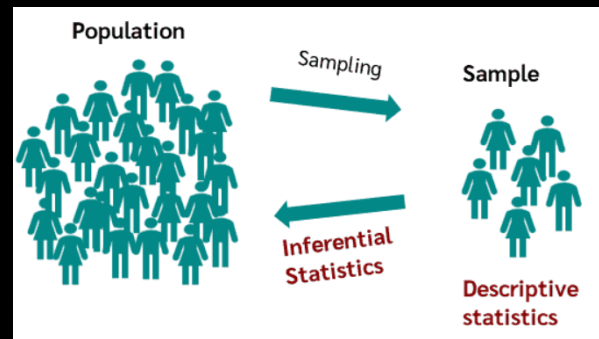 Population
Sampling
Sample
Inferential
Statistics
Descriptive
statistics